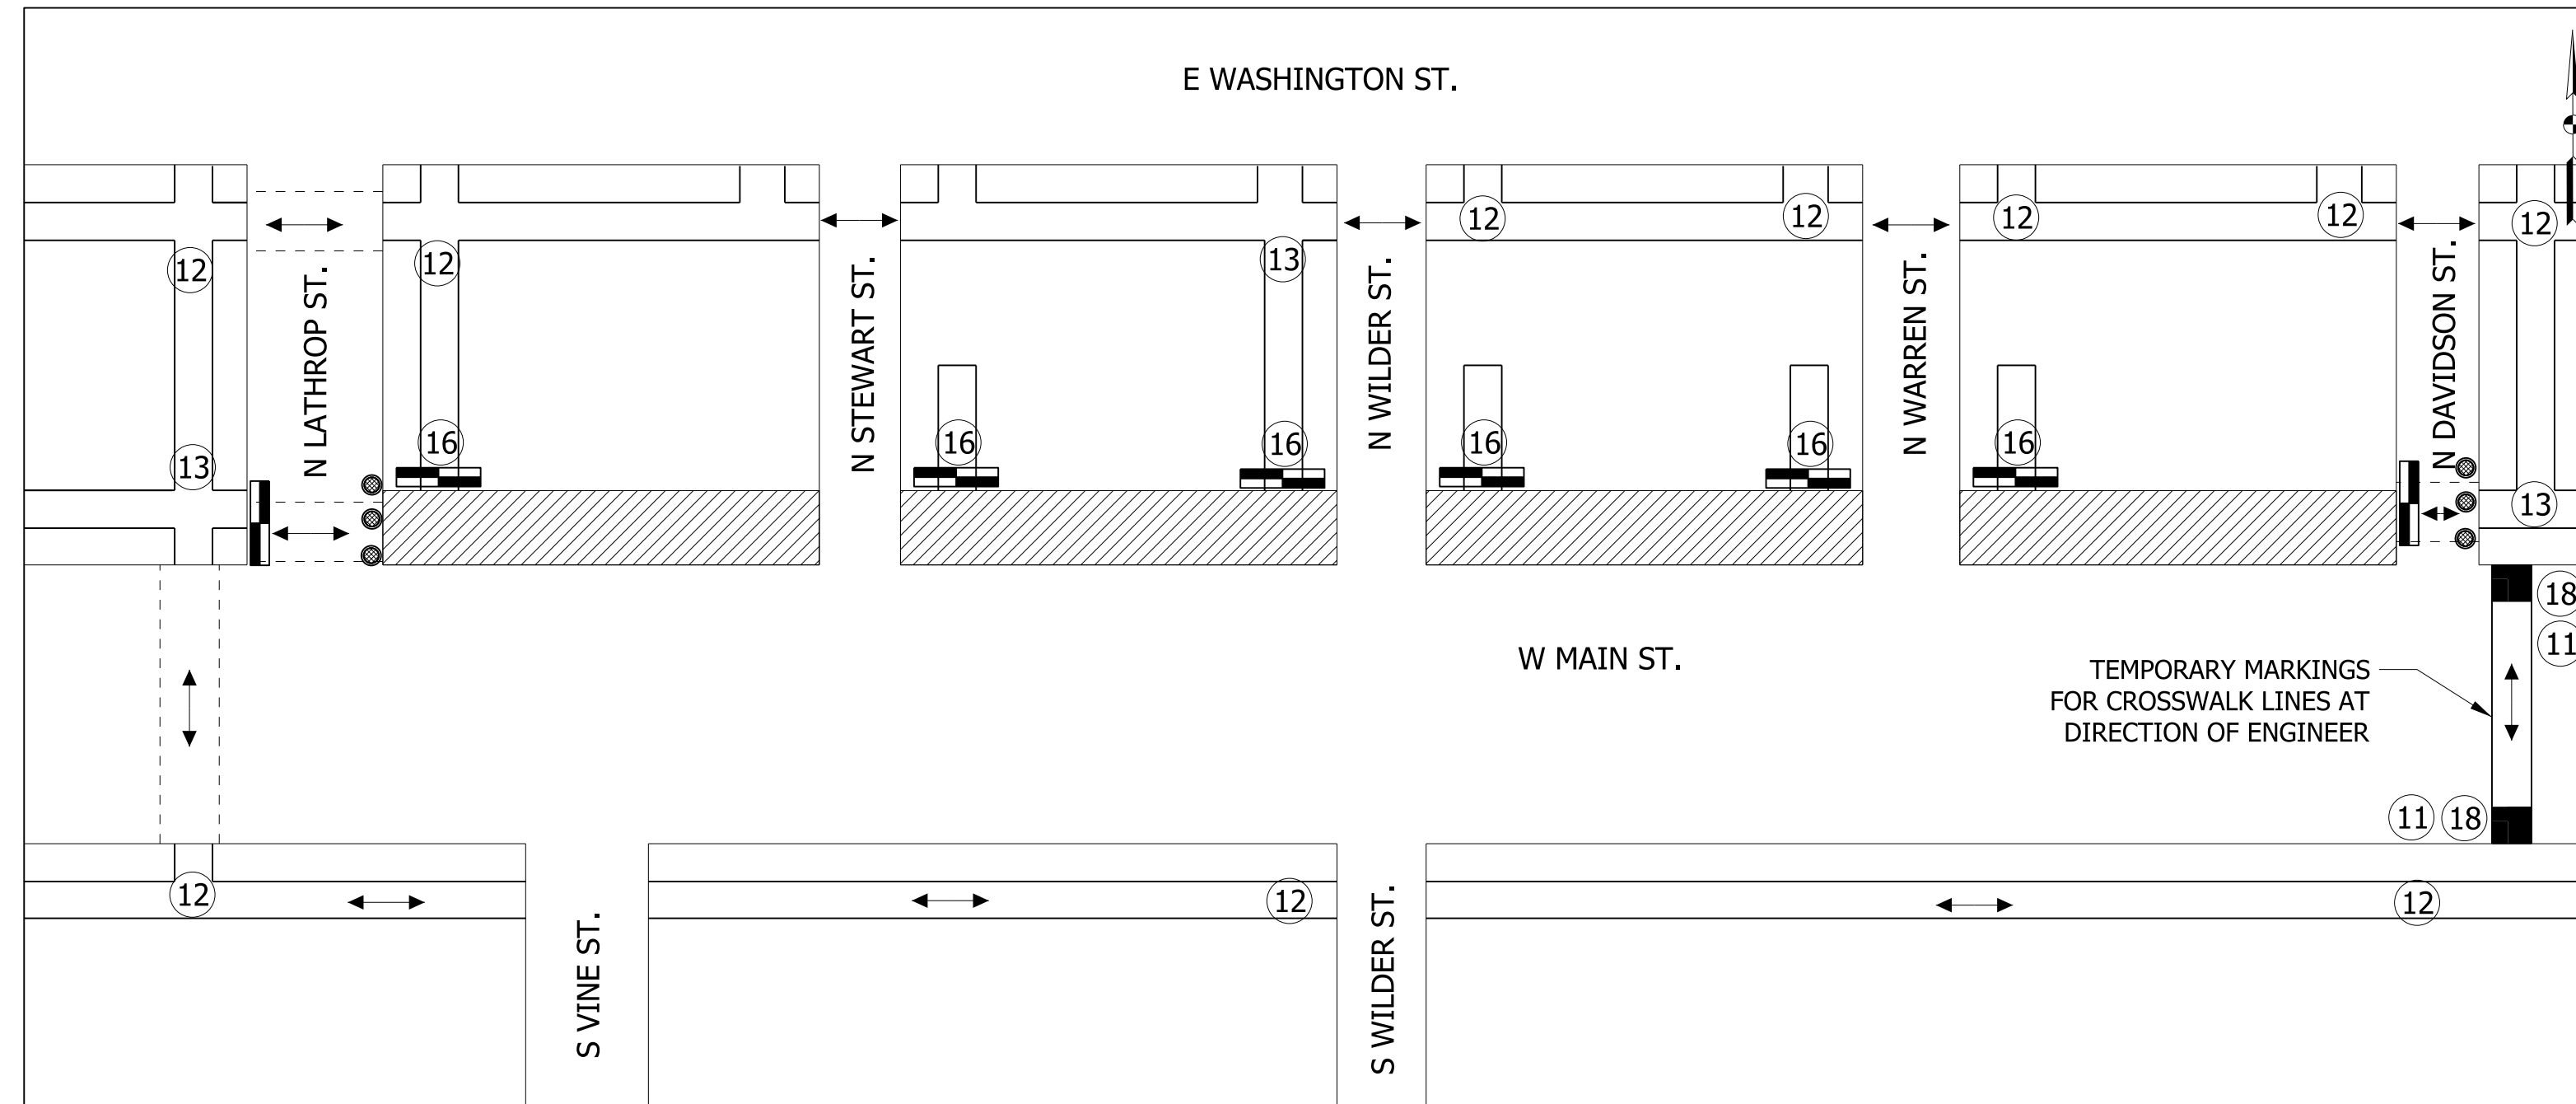 E WASHINGTON ST.
12
12
12
12
12
12
12
13
N LATHROP ST.
N STEWART ST.
N WILDER ST.
N WARREN ST.
N DAVIDSON ST.
13
16
16
16
16
16
16
13
18
11
W MAIN ST.
TEMPORARY MARKINGS
FOR CROSSWALK LINES AT
DIRECTION OF ENGINEER
11
18
12
12
12
S VINE ST.
S WILDER ST.